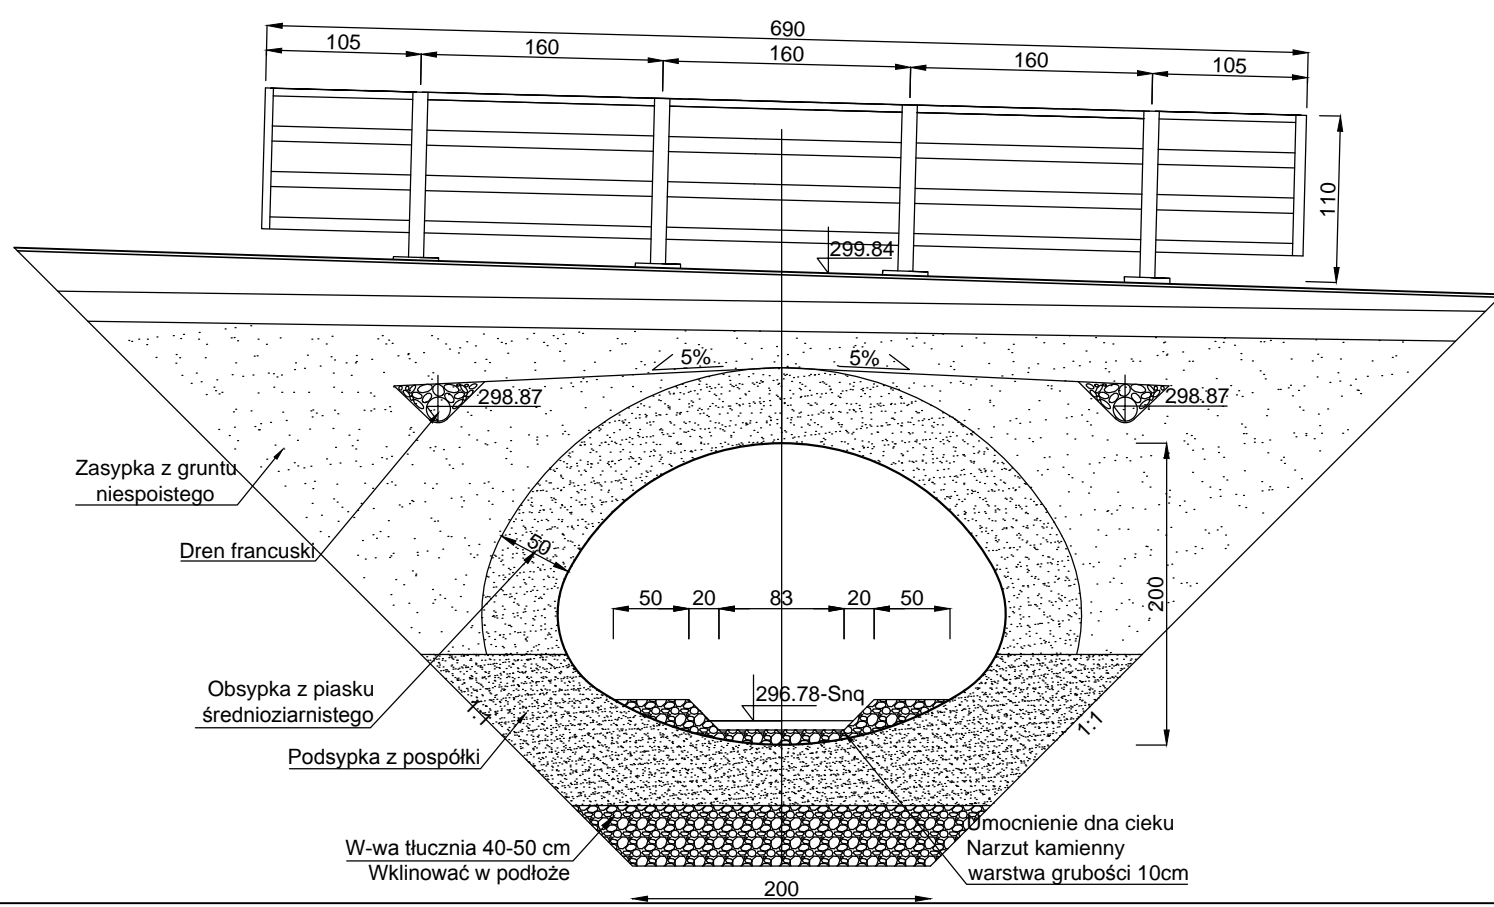 690
105
160
160
160
105
110
299.84
5%
5%
298.87
298.87
Zasypka z gruntu
niespoistego
Dren francuski
50
200
50
20
83
20
50
296.78-Snq
Obsypka z piasku
średnioziarnistego
1:1
1:1
Podsypka z pospółki
W-wa tłucznia 40-50 cm
Wklinować w podłoże
Umocnienie dna cieku
Narzut kamienny
warstwa grubości 10cm
200